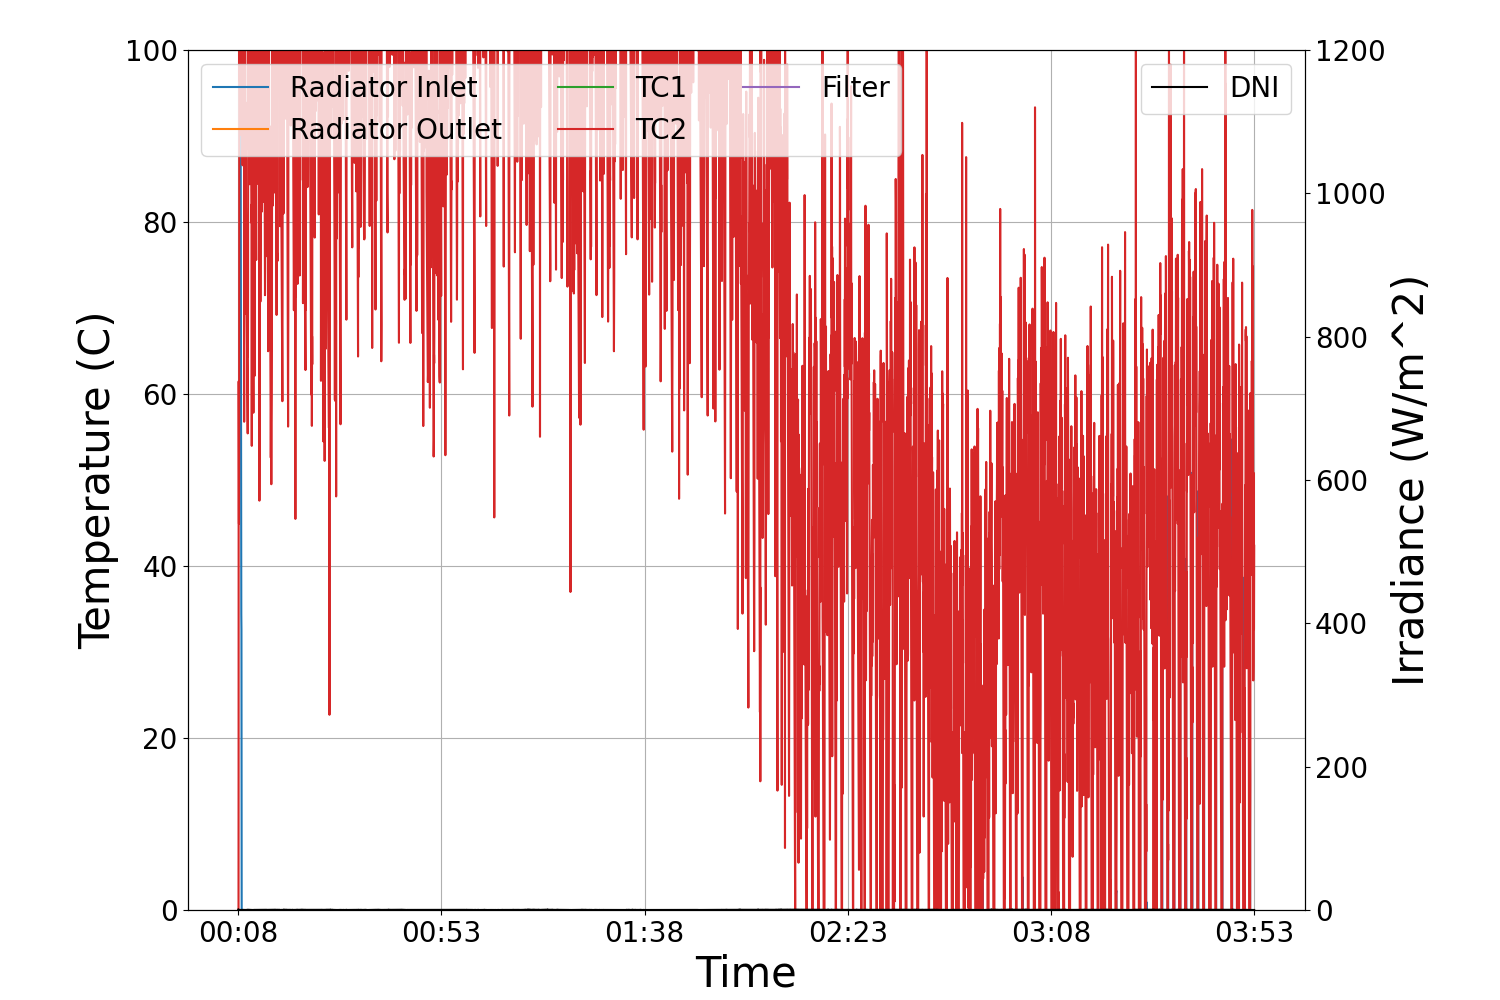 Radiator Inlet
Radiator Outlet
TC1
TC2
Filter
DNI
100
80
60
40
20
0
Temperature (C)
1200
1000
800
600
400
200
0
Irradiance (W/m^2)
00:08
00:53
01:38
02:23
03:08
03:53
Time